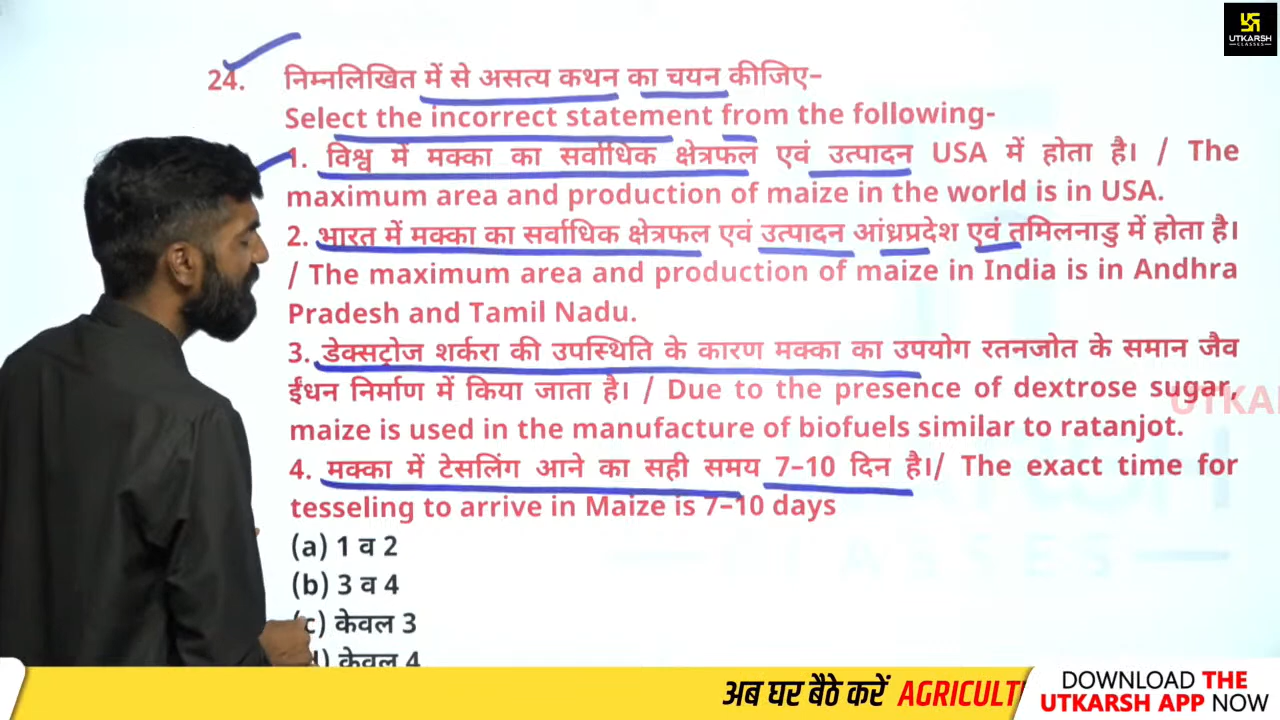 UTKARSH
CLASSES
24. निम्नलिखित में से असत्य कथन का चयन कीजिए–
Select the incorrect statement from the following-
1. विश्व में मक्का का सर्वाधिक क्षेत्रफल एवं उत्पादन USA में होता है। / The
maximum area and production of maize in the world is in USA.
2. भारत में मक्का का सर्वाधिक क्षेत्रफल एवं उत्पादन आंध्रप्रदेश एवं तमिलनाडु में होता है।
/ The maximum area and production of maize in India is in Andhra
Pradesh and Tamil Nadu.
3. डेक्सट्रोज शर्करा की उपस्थिति के कारण मक्का का उपयोग रतनजोत के समान जैव
ईंधन निर्माण में किया जाता है। / Due to the presence of dextrose sugar,
maize is used in the manufacture of biofuels similar to ratanjot.
4. मक्का में टेसलिंग आने का सही समय 7–10 दिन है।/ The exact time for
tesseling to arrive in Maize is 7–10 days
(a) 1 व 2
(b) 3 व 4
(c) केवल 3
(d) केवल 4
UTKA
CLASSES
अब घर बैठे करें AGRICULT
DOWNLOAD THE
UTKARSH APP NOW